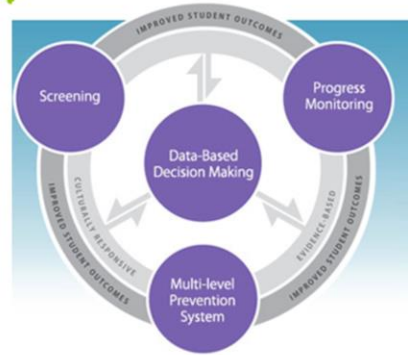 IMPROVED STUDENT OUTCOMES
Screening
Progress
Monitoring
Data-Based
Decision Making
CULTURALLY RESPONSIVE
EVIDENCE-BASED
IMPROVED STUDENT OUTCOMES
IMPROVED STUDENT OUTCOMES
Multi-level
Prevention
System